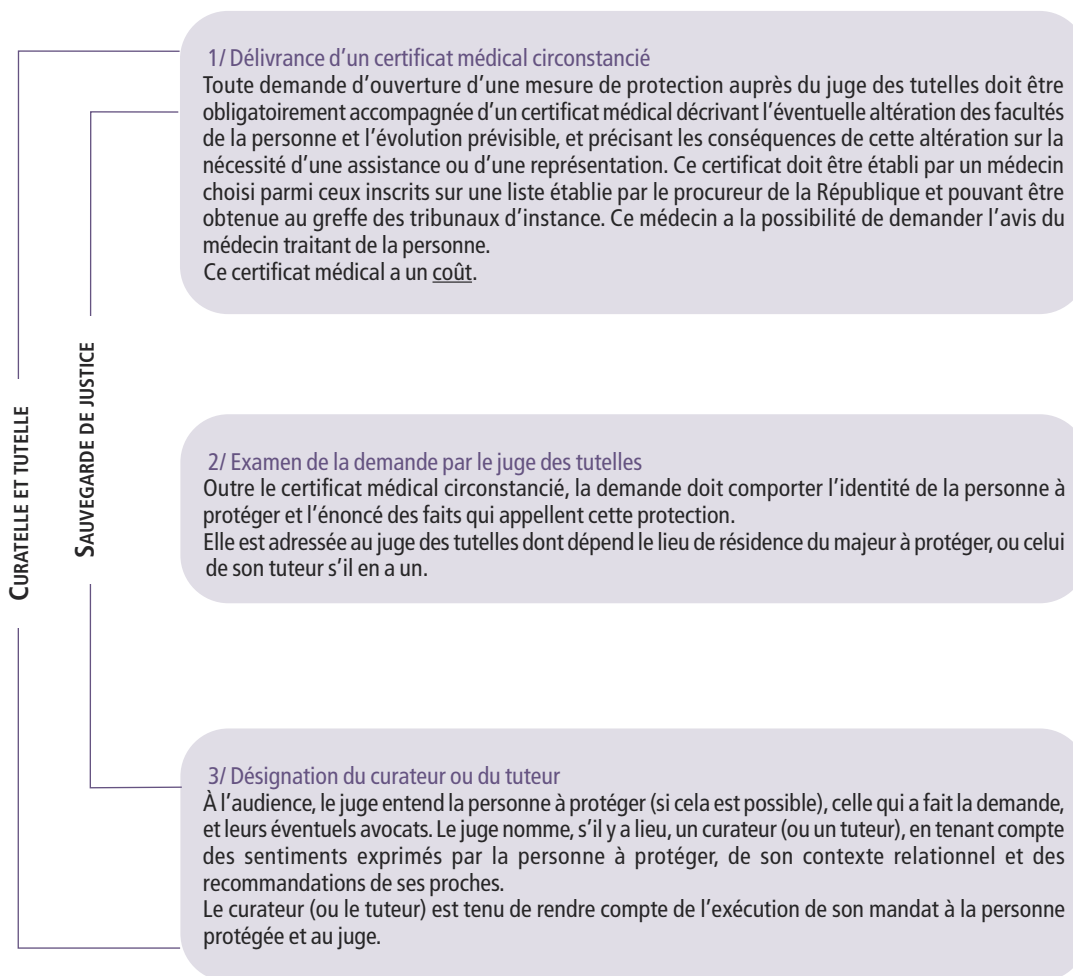 1/ Délivrance d’un certificat médical circonstancié
Toute demande d’ouverture d’une mesure de protection auprès du juge des tutelles doit être
obligatoirement accompagnée d’un certificat médical décrivant l’éventuelle altération des facultés
de la personne et l’évolution prévisible, et précisant les conséquences de cette altération sur la
nécessité d’une assistance ou d’une représentation. Ce certificat doit être établi par un médecin
choisi parmi ceux inscrits sur une liste établie par le procureur de la République et pouvant être
obtenue au greffe des tribunaux d’instance. Ce médecin a la possibilité de demander l’avis du
médecin traitant de la personne.
Ce certificat médical a un coût.
CURATELLE ET TUTELLE
SAUVEGARDE DE JUSTICE
2/ Examen de la demande par le juge des tutelles
Outre le certificat médical circonstancié, la demande doit comporter l’identité de la personne à
protéger et l’énoncé des faits qui appellent cette protection.
Elle est adressée au juge des tutelles dont dépend le lieu de résidence du majeur à protéger, ou celui
de son tuteur s’il en a un.
3/ Désignation du curateur ou du tuteur
À l’audience, le juge entend la personne à protéger (si cela est possible), celle qui a fait la demande,
et leurs éventuels avocats. Le juge nomme, s’il y a lieu, un curateur (ou un tuteur), en tenant compte
des sentiments exprimés par la personne à protéger, de son contexte relationnel et des
recommandations de ses proches.
Le curateur (ou le tuteur) est tenu de rendre compte de l’exécution de son mandat à la personne
protégée et au juge.